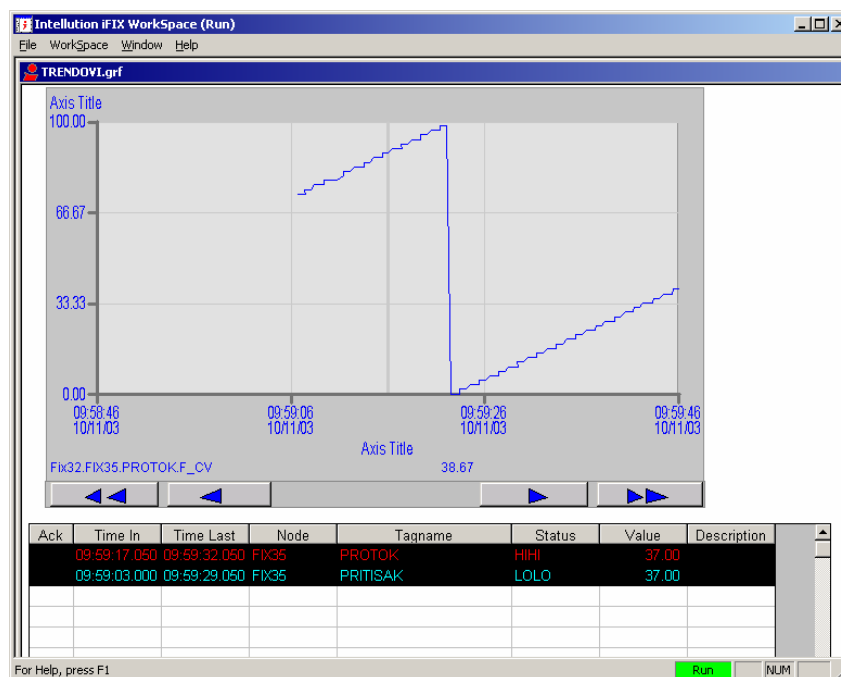 Intellution iFIX WorkSpace (Run)
File WorkSpace Window Help
TRENDOVI.grf
Axis Title
100.00
66.67
33.33
0.00
09:58:46 09:59:06 09:59:26 09:59:46
10/11/03 10/11/03 10/11/03 10/11/03
Axis Title
Fix32.FIX35.PROTOK.F_CV 38.67
Ack Time In Time Last Node Tagname Status Value Description
09:59:17.050 09:59:32.050 FIX35 PROTOK HIHI 37.00
09:59:03.000 09:59:29.050 FIX35 PRITISAK LOLO 37.00
For Help, press F1 Run NUM